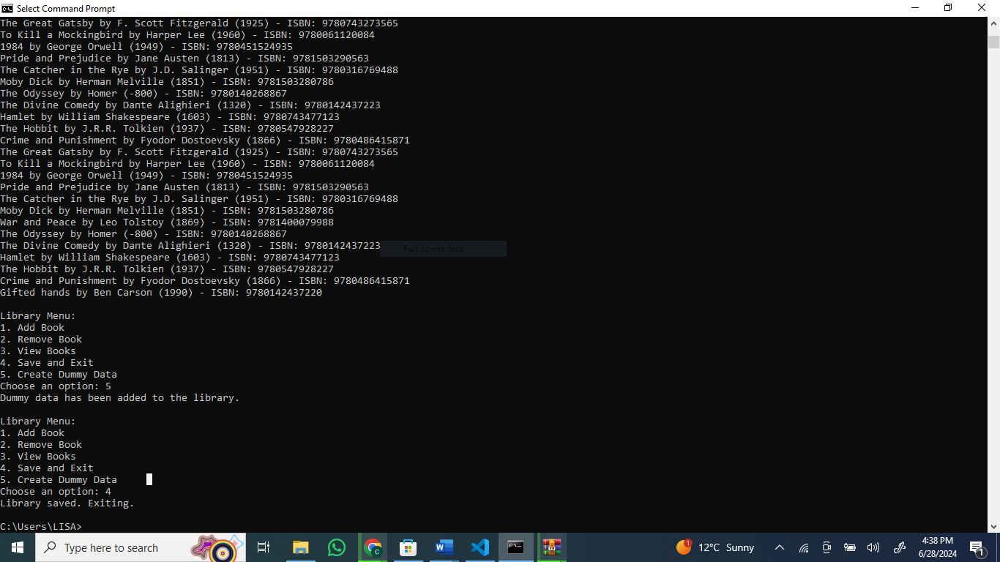 Select Command Prompt
The Great Gatsby by F. Scott Fitzgerald (1925) - ISBN: 9780743273565
To Kill a Mockingbird by Harper Lee (1960) - ISBN: 9780061120084
1984 by George Orwell (1949) - ISBN: 9780451524935
Pride and Prejudice by Jane Austen (1813) - ISBN: 9781503290563
The Catcher in the Rye by J.D. Salinger (1951) - ISBN: 9780316769488
Moby Dick by Herman Melville (1851) - ISBN: 9781503280786
The Odyssey by Homer (-800) - ISBN: 9780140268867
The Divine Comedy by Dante Alighieri (1320) - ISBN: 9780142437223
Hamlet by William Shakespeare (1603) - ISBN: 9780743477123
The Hobbit by J.R.R. Tolkien (1937) - ISBN: 9780547928227
Crime and Punishment by Fyodor Dostoevsky (1866) - ISBN: 9780486415871
The Great Gatsby by F. Scott Fitzgerald (1925) - ISBN: 9780743273565
To Kill a Mockingbird by Harper Lee (1960) - ISBN: 9780061120084
1984 by George Orwell (1949) - ISBN: 9780451524935
Pride and Prejudice by Jane Austen (1813) - ISBN: 9781503290563
The Catcher in the Rye by J.D. Salinger (1951) - ISBN: 9780316769488
Moby Dick by Herman Melville (1851) - ISBN: 9781503280786
War and Peace by Leo Tolstoy (1869) - ISBN: 9781400079988
The Odyssey by Homer (-800) - ISBN: 9780140268867
The Divine Comedy by Dante Alighieri (1320) - ISBN: 9780142437223
Full-screen Snip
Hamlet by William Shakespeare (1603) - ISBN: 9780743477123
The Hobbit by J.R.R. Tolkien (1937) - ISBN: 9780547928227
Crime and Punishment by Fyodor Dostoevsky (1866) - ISBN: 9780486415871
Gifted hands by Ben Carson (1990) - ISBN: 9780142437220
Library Menu:
1. Add Book
2. Remove Book
3. View Books
4. Save and Exit
5. Create Dummy Data
Choose an option: 5
Dummy data has been added to the library.
Library Menu:
1. Add Book
2. Remove Book
3. View Books
4. Save and Exit
5. Create Dummy Data
Choose an option: 4
Library saved. Exiting.
C:\Users\LISA>
Type here to search
12°C Sunny
4:38 PM
6/28/2024